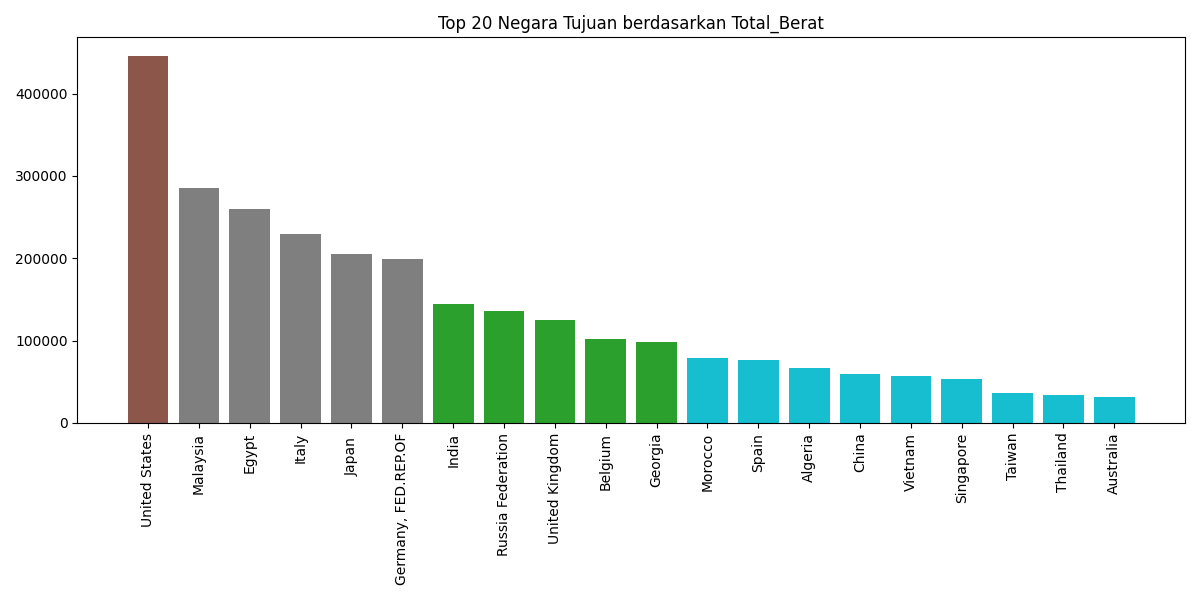 Top 20 Negara Tujuan berdasarkan Total_Berat
400000
300000
200000
100000
0
United States
Malaysia
Egypt
Italy
Japan
Germany, FED.REP.OF
India
Russia Federation
United Kingdom
Belgium
Georgia
Morocco
Spain
Algeria
China
Vietnam
Singapore
Taiwan
Thailand
Australia